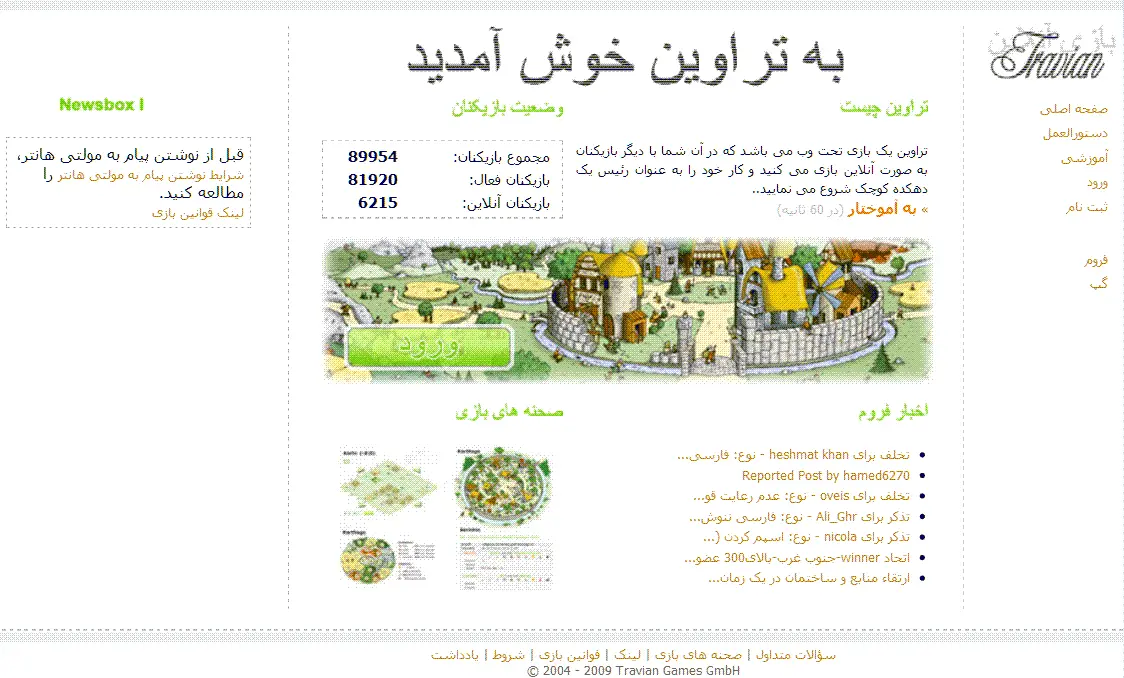 بازی آنلاین
Travian
صفحه اصلی
دستورالعمل
آموزشی
ورود
ثبت نام
فروم
گپ
به تراوین خوش آمدید
تراوین چیست
تراوین یک بازی تحت وب می باشد که در آن شما با دیگر بازیکنان
به صورت آنلاین بازی می کنید و کار خود را به عنوان رئیس یک
دهکده کوچک شروع می نمایید..
» به آموختار (در 60 ثانیه)
وضعیت بازیکنان
مجموع بازیکنان: 89954
بازیکنان فعال: 81920
بازیکنان آنلاین: 6215
ورود
اخبار فروم
تخلف برای heshmat khan - نوع: فارسی...
Reported Post by hamed6270
تخلف برای oveis - نوع: عدم رعایت قو...
تذکر برای Ali_Ghr - نوع: فارسی ننوش...
تذکر برای nicola - نوع: اسپم کردن (...
اتحاد winner-جنوب غرب-بالای300 عضو...
ارتقاء منابع و ساختمان در یک زمان...
صحنه های بازی
Newsbox I
قبل از نوشتن پیام به مولتی هانتر،
شرایط نوشتن پیام به مولتی هانتر را
مطالعه کنید.
لینک قوانین بازی
سؤالات متداول | صحنه های بازی | لینک | قوانین بازی | شروط | یادداشت
© 2004 - 2009 Travian Games GmbH